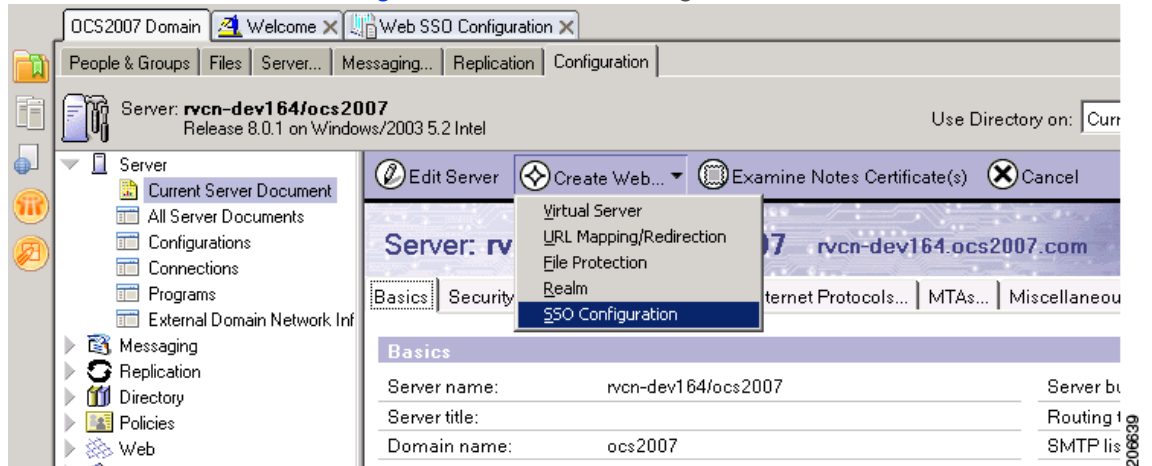 OCS2007 Domain Welcome Web SSO Configuration
People & Groups Files Server... Messaging... Replication Configuration
Server: rvcn-dev164/ocs2007
Release 8.0.1 on Windows/2003 5.2 Intel
Use Directory on: Curr
Server
Current Server Document
All Server Documents
Configurations
Connections
Programs
External Domain Network Inf
Messaging
Replication
Directory
Policies
Web
Edit Server Create Web... Examine Notes Certificate(s) Cancel
Virtual Server
URL Mapping/Redirection
File Protection
Realm
SSO Configuration
Server: rv 7 rvcn-dev164.ocs2007.com
Basics Security ternet Protocols... MTAs... Miscellaneou
Basics
Server name: rvcn-dev164/ocs2007 Server bu
Server title: Routing t
Domain name: ocs2007 SMTP lis
206639